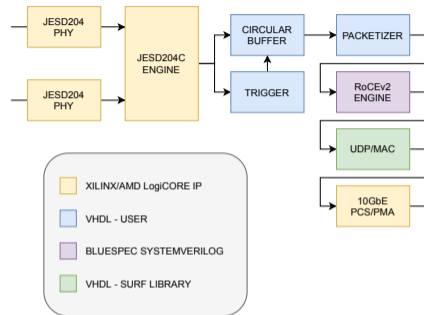 JESD204
PHY
JESD204
PHY
JESD204C
ENGINE
CIRCULAR
BUFFER
TRIGGER
PACKETIZER
RoCEv2
ENGINE
UDP/MAC
10GbE
PCS/PMA
XILINX/AMD LogiCORE IP
VHDL - USER
BLUESPEC SYSTEMVERILOG
VHDL - SURF LIBRARY